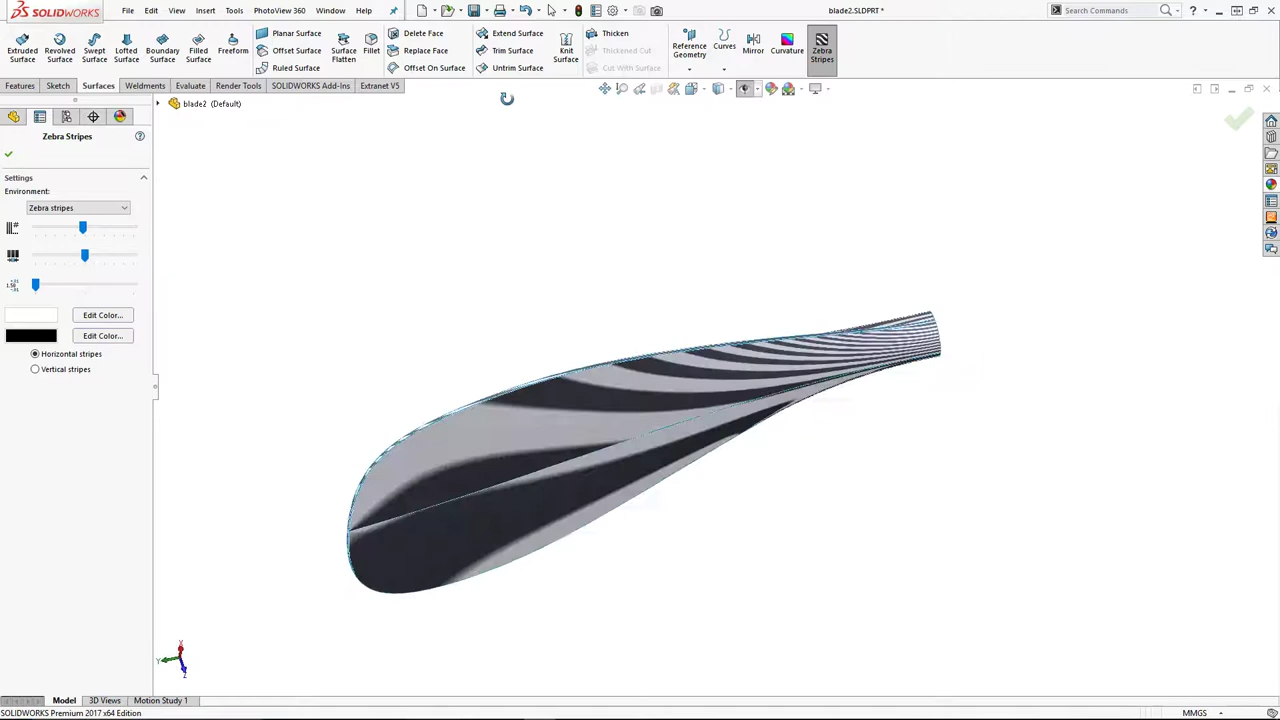 SOLIDWORKS File Edit View Insert Tools PhotoView 360 Window Help blade2.SLDPRT * Search Commands
Extruded Surface
Revolved Surface
Swept Surface
Lofted Surface
Boundary Surface
Filled Surface
Freeform
Planar Surface
Offset Surface
Ruled Surface
Surface Flatten
Fillet
Delete Face
Replace Face
Offset On Surface
Extend Surface
Trim Surface
Untrim Surface
Knit Surface
Thicken
Thickened Cut
Cut With Surface
Reference Geometry
Curves
Mirror
Curvature
Zebra Stripes
Features Sketch Surfaces Weldments Evaluate Render Tools SOLIDWORKS Add-Ins Extranet V5
blade2 (Default)
Zebra Stripes
Settings
Environment:
Zebra stripes
Edit Color...
Edit Color...
Horizontal stripes
Vertical stripes
X
Y
Z
Model 3D Views Motion Study 1
SOLIDWORKS Premium 2017 x64 Edition MMGS